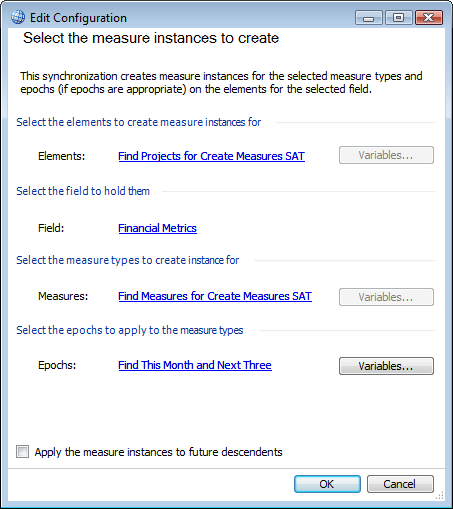 Edit Configuration
Select the measure instances to create
This synchronization creates measure instances for the selected measure types and
epochs (if epochs are appropriate) on the elements for the selected field.
Select the elements to create measure instances for
Elements: Find Projects for Create Measures SAT Variables...
Select the field to hold them
Field: Financial Metrics
Select the measure types to create instance for
Measures: Find Measures for Create Measures SAT Variables...
Select the epochs to apply to the measure types
Epochs: Find This Month and Next Three Variables...
Apply the measure instances to future descendents
OK Cancel